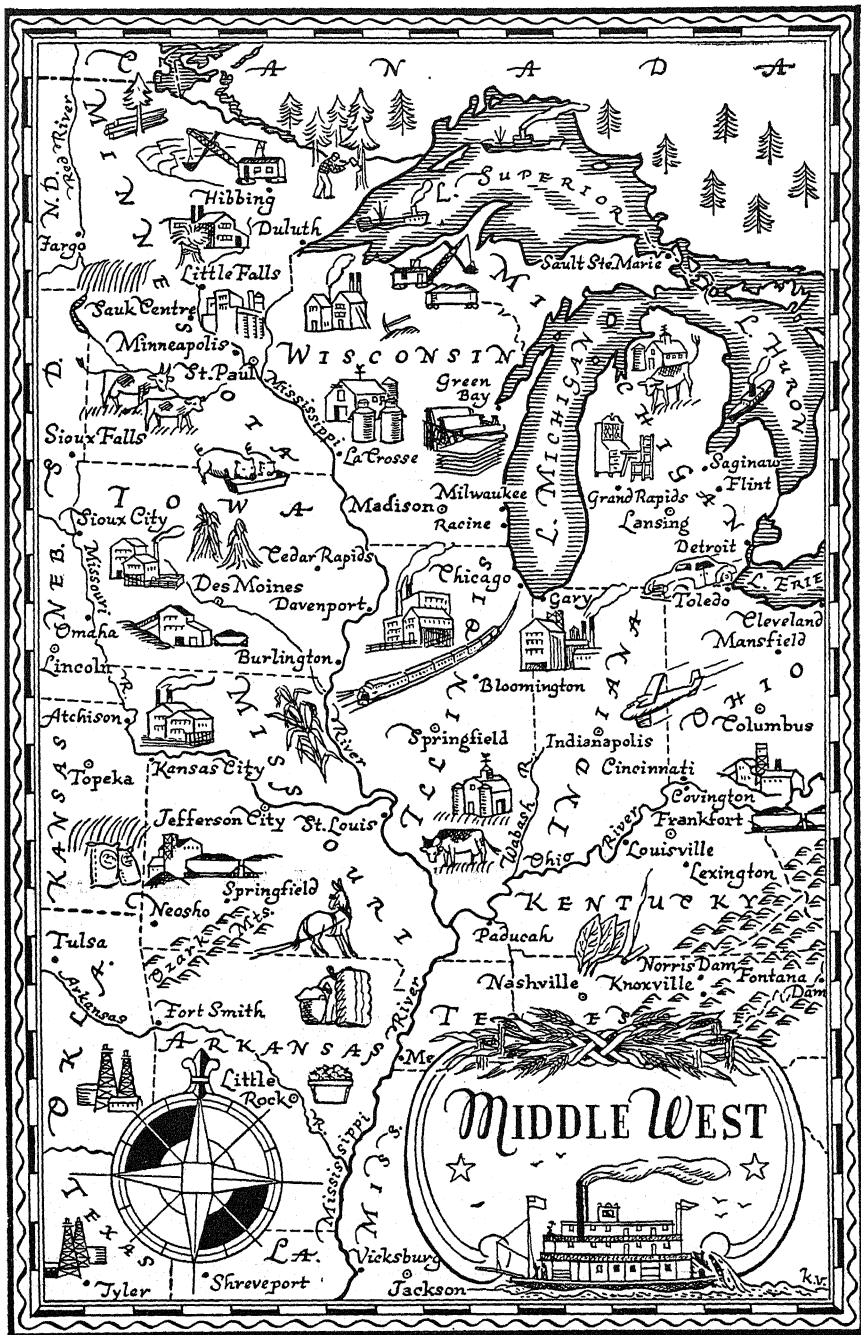 CANADA
Red River
N.D.
MINNESOTA
Hibbing
L. SUPERIOR
Duluth
Fargo
Sault Ste. Marie
Little Falls
MICHIGAN
Sauk Centre
L. HURON
Minneapolis
WISCONSIN
St. Paul
S.D.
Mississippi River
Green Bay
L. MICHIGAN
Sioux Falls
La Crosse
Saginaw
Flint
IOWA
Milwaukee
Grand Rapids
Madison
Lansing
Sioux City
Racine
Detroit
Cedar Rapids
NEB.
Missouri R.
Chicago
L. ERIE
Des Moines
Gary
Toledo
Davenport
Cleveland
Omaha
Mansfield
Lincoln
Burlington
ILLINOIS
INDIANA
OHIO
Bloomington
Atchison
MISSOURI
Springfield
Indianapolis
Columbus
Topeka
Kansas City
Wabash R.
Cincinnati
KANSAS
Covington
Jefferson City
St. Louis
Frankfort
Ohio River
Louisville
Lexington
Springfield
KENTUCKY
Neosho
Ozark Mts.
Paducah
Tulsa
Norris Dam
Fontana Dam
Nashville
Knoxville
Arkansas R.
Fort Smith
River
OKLA.
ARKANSAS
Me
Little Rock
MIDDLE WEST
Mississippi
MISS.
TEXAS
LA.
Vicksburg
Tyler
Shreveport
Jackson
K.V.